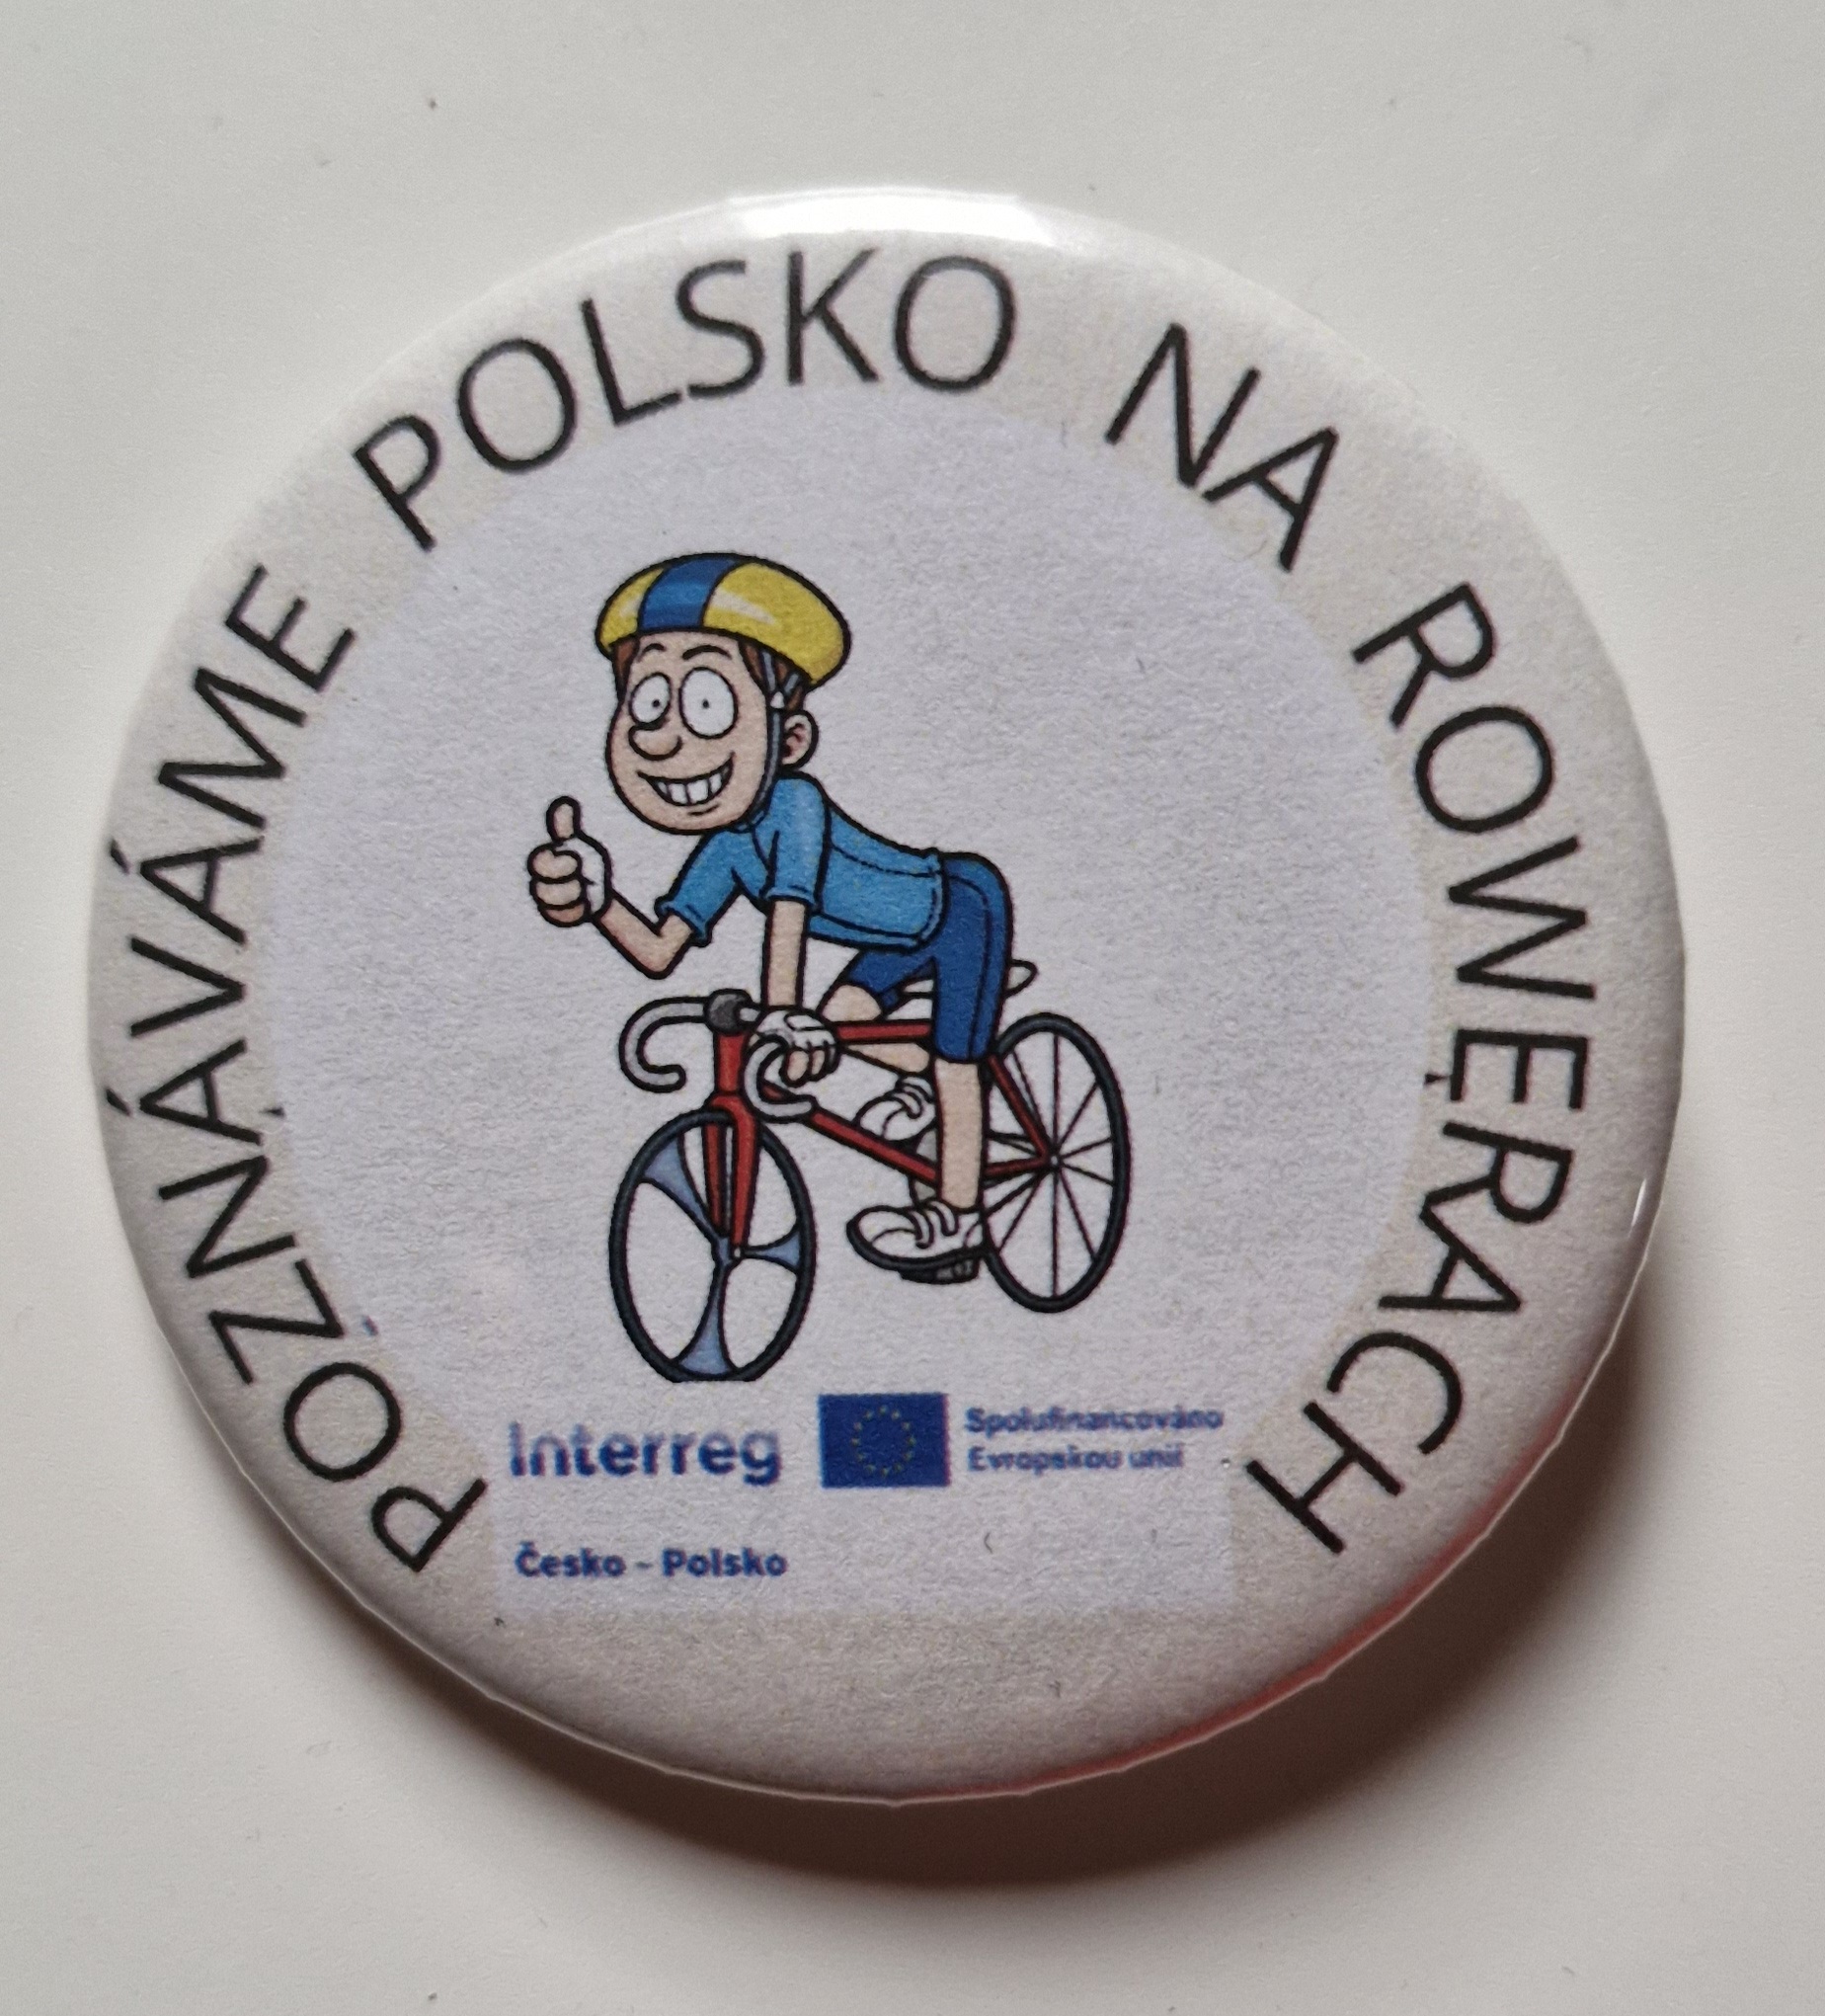 POZNÁVÁME POLSKO NA ROWERACH
Interreg
Spolufinancováno
Evropskou unií
Česko - Polsko